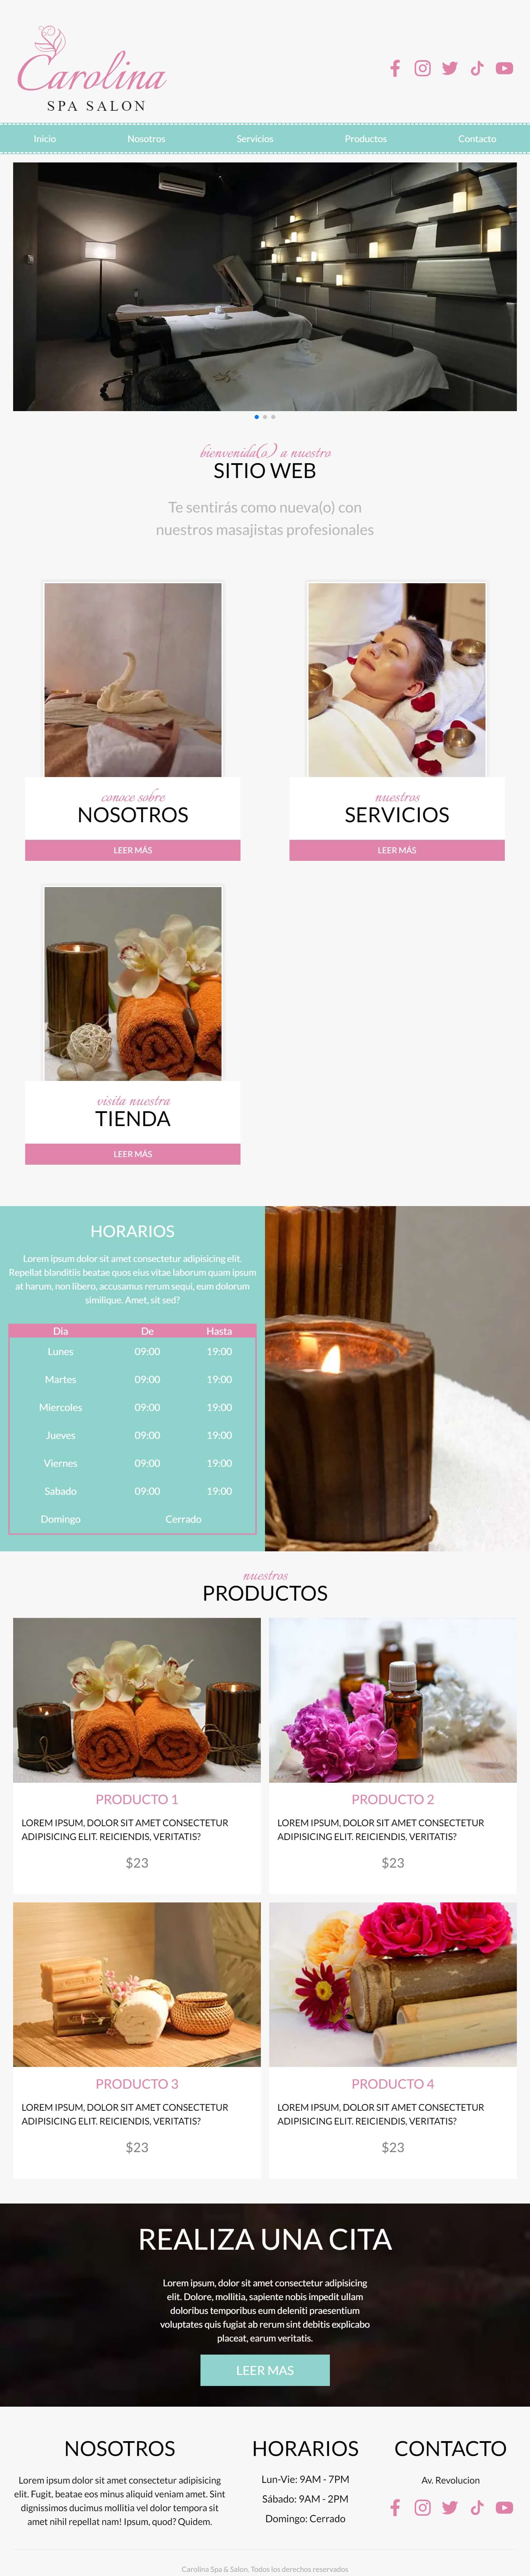 Carolina
SPA SALON
Inicio Nosotros Servicios Productos Contacto
bienvenida(o) a nuestro
SITIO WEB
Te sentirás como nueva(o) con
nuestros masajistas profesionales
conoce sobre
NOSOTROS
LEER MÁS
nuestros
SERVICIOS
LEER MÁS
visita nuestra
TIENDA
LEER MÁS
HORARIOS
Lorem ipsum dolor sit amet consectetur adipisicing elit.
Repellat blanditiis beatae quos eius vitae laborum quam ipsum
at harum, non libero, accusamus rerum sequi, eum dolorum
similique. Amet, sit sed?
Dia De Hasta
Lunes 09:00 19:00
Martes 09:00 19:00
Miercoles 09:00 19:00
Jueves 09:00 19:00
Viernes 09:00 19:00
Sabado 09:00 19:00
Domingo Cerrado
nuestros
PRODUCTOS
PRODUCTO 1
LOREM IPSUM, DOLOR SIT AMET CONSECTETUR
ADIPISICING ELIT. REICIENDIS, VERITATIS?
$23
PRODUCTO 2
LOREM IPSUM, DOLOR SIT AMET CONSECTETUR
ADIPISICING ELIT. REICIENDIS, VERITATIS?
$23
PRODUCTO 3
LOREM IPSUM, DOLOR SIT AMET CONSECTETUR
ADIPISICING ELIT. REICIENDIS, VERITATIS?
$23
PRODUCTO 4
LOREM IPSUM, DOLOR SIT AMET CONSECTETUR
ADIPISICING ELIT. REICIENDIS, VERITATIS?
$23
REALIZA UNA CITA
Lorem ipsum, dolor sit amet consectetur adipisicing
elit. Dolore, mollitia, sapiente nobis impedit ullam
doloribus temporibus eum deleniti praesentium
voluptates quis fugiat ab rerum sint debitis explicabo
placeat, earum veritatis.
LEER MAS
NOSOTROS
Lorem ipsum dolor sit amet consectetur adipisicing
elit. Fugit, beatae eos minus aliquid veniam amet. Sint
dignissimos ducimus mollitia vel dolor tempora sit
amet nihil repellat nam! Ipsum, quod? Quidem.
HORARIOS
Lun-Vie: 9AM - 7PM
Sábado: 9AM - 2PM
Domingo: Cerrado
CONTACTO
Av. Revolucion
Carolina Spa & Salon. Todos los derechos reservados